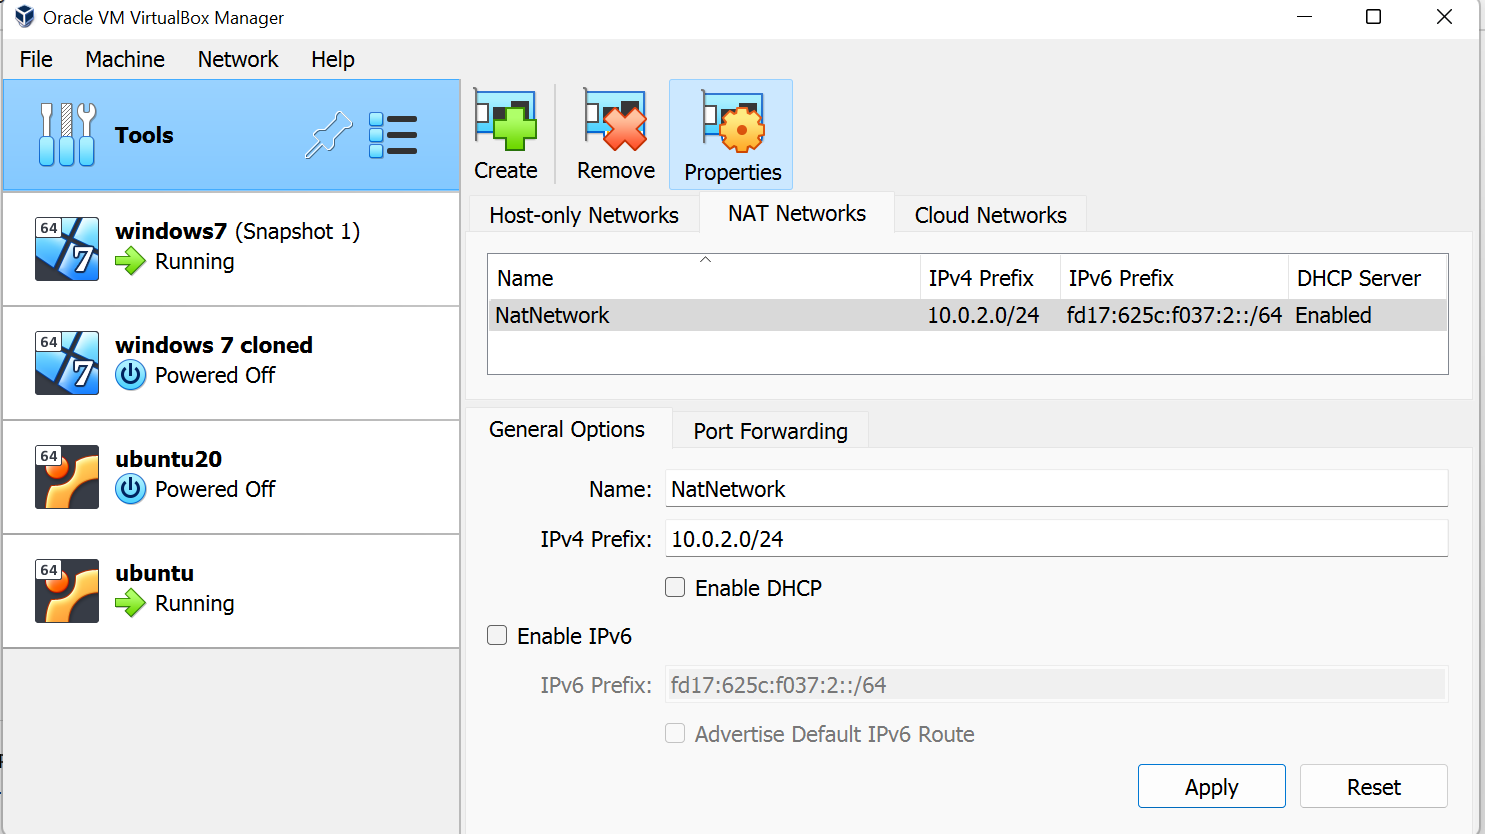 Oracle VM VirtualBox Manager
File Machine Network Help
Tools
Create Remove Properties
64 windows7 (Snapshot 1)
7 Running
64 windows 7 cloned
7 Powered Off
64 ubuntu20
Powered Off
64 ubuntu
Running
Host-only Networks NAT Networks Cloud Networks
Name IPv4 Prefix IPv6 Prefix DHCP Server
NatNetwork 10.0.2.0/24 fd17:625c:f037:2::/64 Enabled
General Options Port Forwarding
Name: NatNetwork
IPv4 Prefix: 10.0.2.0/24
Enable DHCP
Enable IPv6
IPv6 Prefix: fd17:625c:f037:2::/64
Advertise Default IPv6 Route
Apply Reset